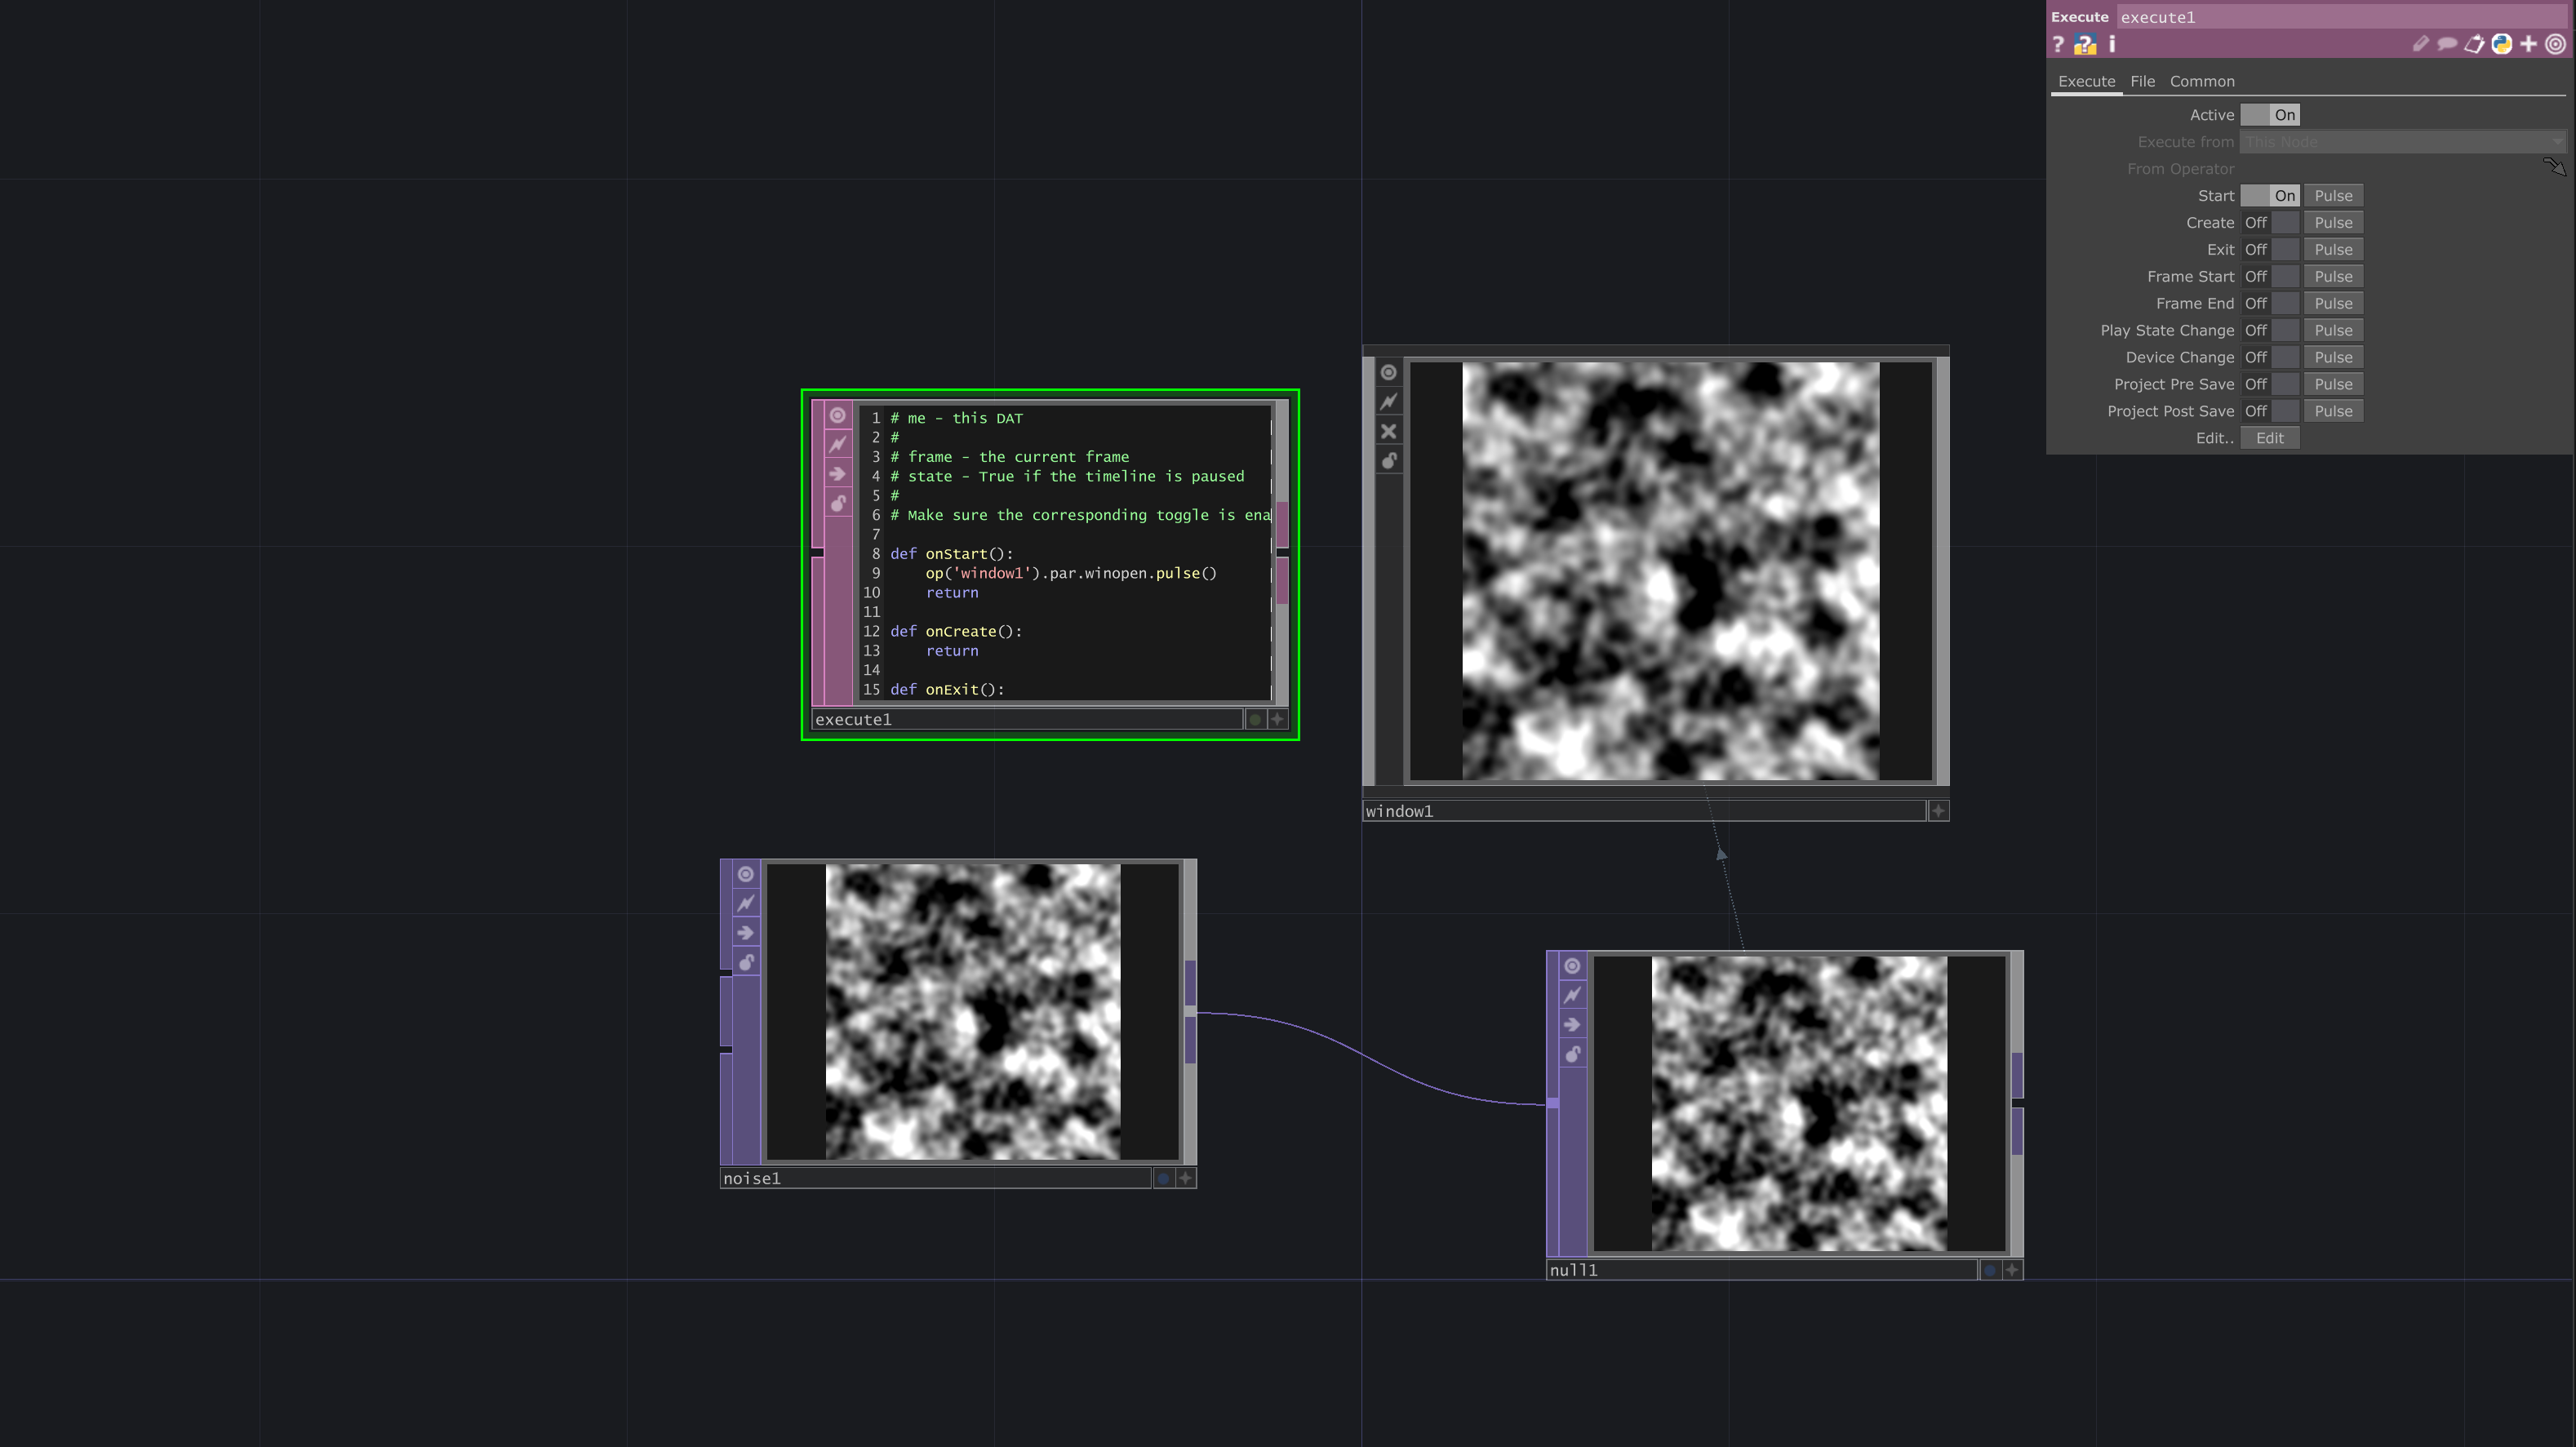 Execute execute1
? ? i
Execute File Common
Active On
Execute from This Node
From Operator
Start On Pulse
Create Off Pulse
Exit Off Pulse
Frame Start Off Pulse
Frame End Off Pulse
Play State Change Off Pulse
Device Change Off Pulse
Project Pre Save Off Pulse
Project Post Save Off Pulse
Edit.. Edit
1 # me - this DAT
2 #
3 # frame - the current frame
4 # state - True if the timeline is paused
5 #
6 # Make sure the corresponding toggle is ena
7
8 def onStart():
9 op('window1').par.winopen.pulse()
10 return
11
12 def onCreate():
13 return
14
15 def onExit():
execute1
window1
noise1
null1